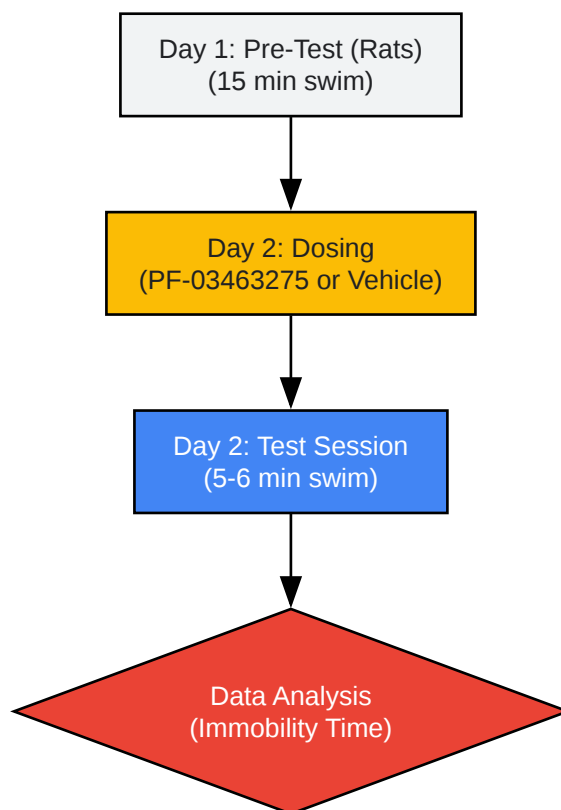 Day 1: Pre-Test (Rats)
(15 min swim)
Day 2: Dosing
(PF-03463275 or Vehicle)
Day 2: Test Session
(5-6 min swim)
Data Analysis
(Immobility Time)